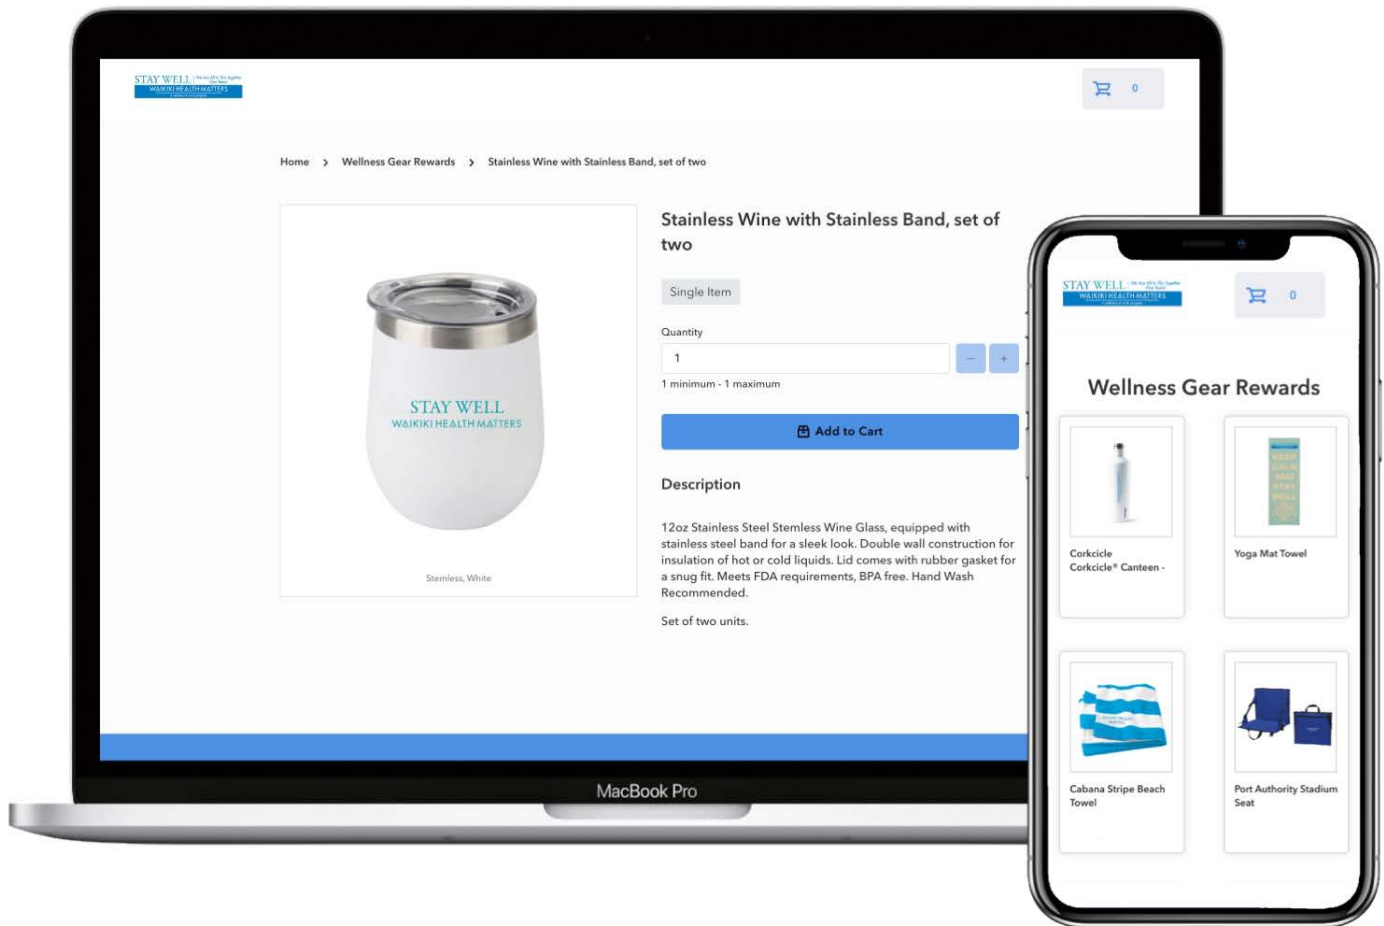 STAY WELL
WAIKIKI HEALTH MATTERS
0
Home > Wellness Gear Rewards > Stainless Wine with Stainless Band, set of two
STAY WELL
WAIKIKI HEALTH MATTERS
Stemless, White
Stainless Wine with Stainless Band, set of
two
Single Item
Quantity
1
- +
1 minimum - 1 maximum
Add to Cart
Description
12oz Stainless Steel Stemless Wine Glass, equipped with
stainless steel band for a sleek look. Double wall construction for
insulation of hot or cold liquids. Lid comes with rubber gasket for
a snug fit. Meets FDA requirements, BPA free. Hand Wash
Recommended.
Set of two units.
MacBook Pro
STAY WELL
WAIKIKI HEALTH MATTERS
0
Wellness Gear Rewards
Corkcicle
Corkcicle® Canteen -
KEEP
CALM
AND
STAY
WELL
Yoga Mat Towel
Cabana Stripe Beach
Towel
Port Authority Stadium
Seat